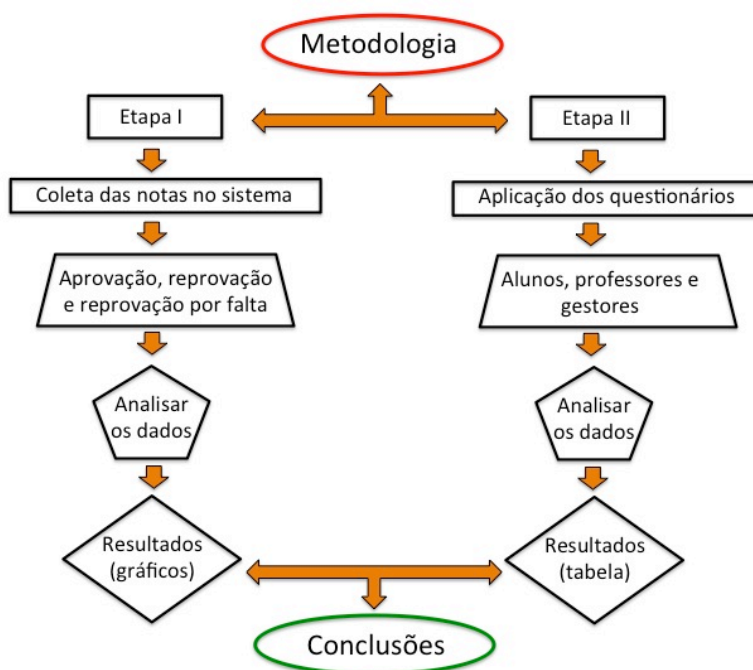 Metodologia
Etapa I
Coleta das notas no sistema
Aprovação, reprovação
e reprovação por falta
Analisar
os dados
Resultados
(gráficos)
Etapa II
Aplicação dos questionários
Alunos, professores e
gestores
Analisar
os dados
Resultados
(tabela)
Conclusões